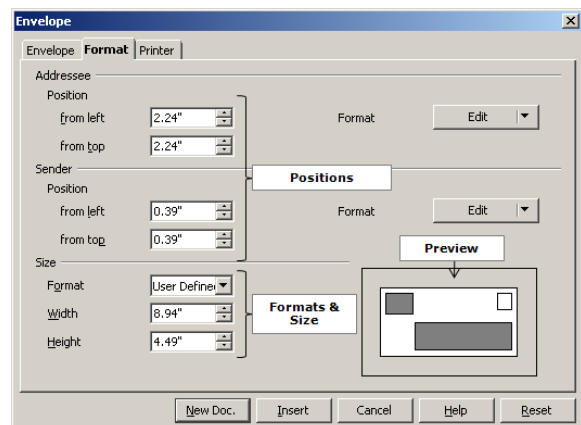 Envelope
Envelope Format Printer
Addressee
Position
from left 2.24" Format Edit
from top 2.24"
Positions
Sender
Position
from left 0.39" Format Edit
from top 0.39"
Preview
Size
Format User Define
Width 8.94"
Formats &
Size
Height 4.49"
New Doc. Insert Cancel Help Reset